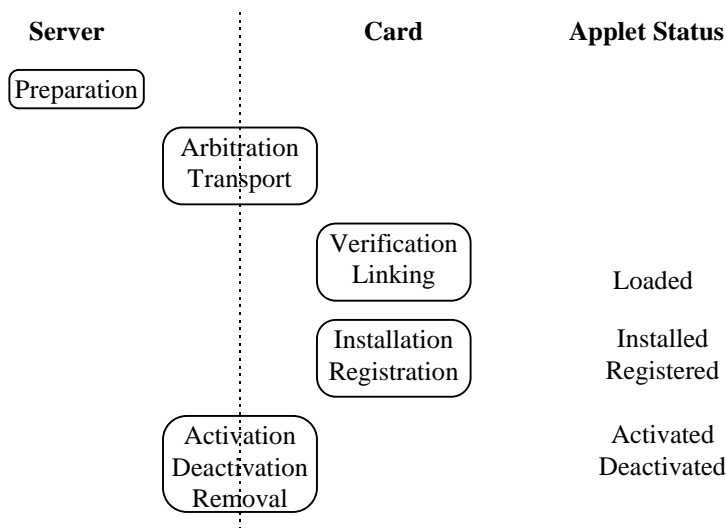 Server Card Applet Status
Preparation
Arbitration
Transport
Verification
Linking
Loaded
Installation
Registration
Installed
Registered
Activation
Deactivation
Removal
Activated
Deactivated